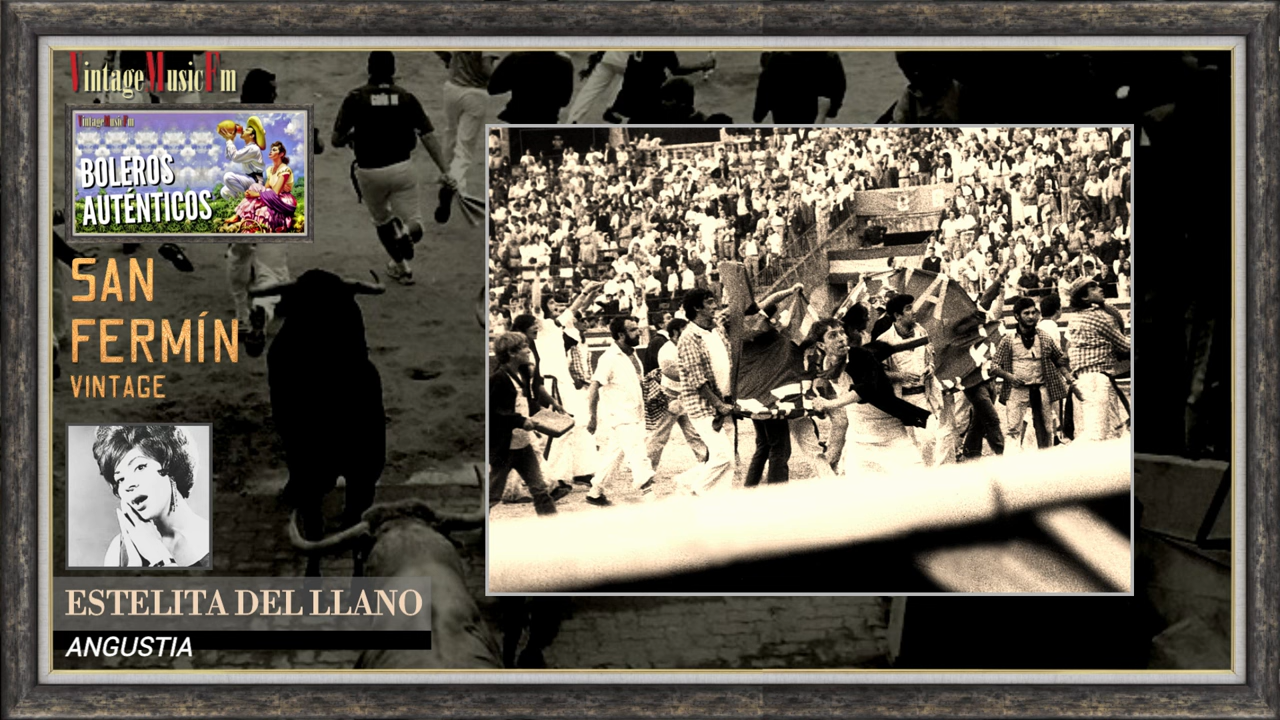 VintageMusicFm
VintageMusicFm
BOLEROS
AUTÉNTICOS
SAN
FERMÍN
VINTAGE
ESTELITA DEL LLANO
ANGUSTIA